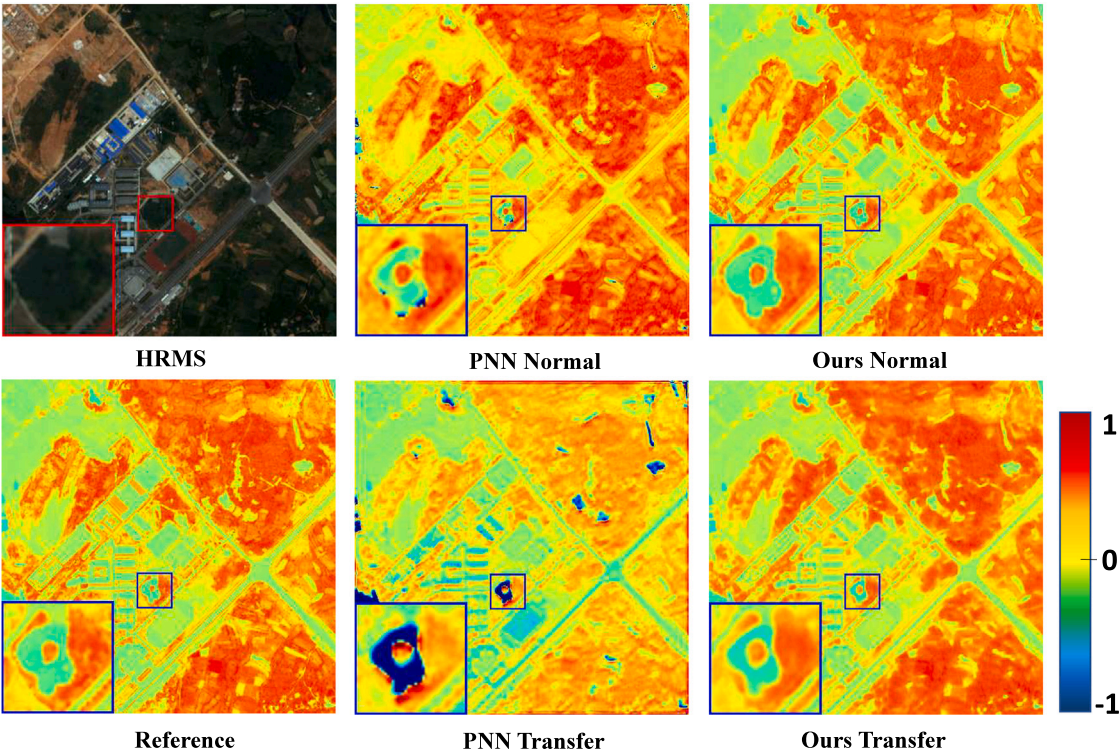 HRMS
PNN Normal
Ours Normal
1
0
-1
Reference
PNN Transfer
Ours Transfer